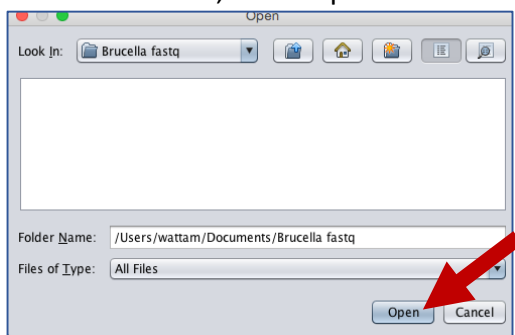 Open
Look In: Brucella fastq
Folder Name: /Users/wattam/Documents/Brucella fastq
Files of Type: All Files
Open Cancel